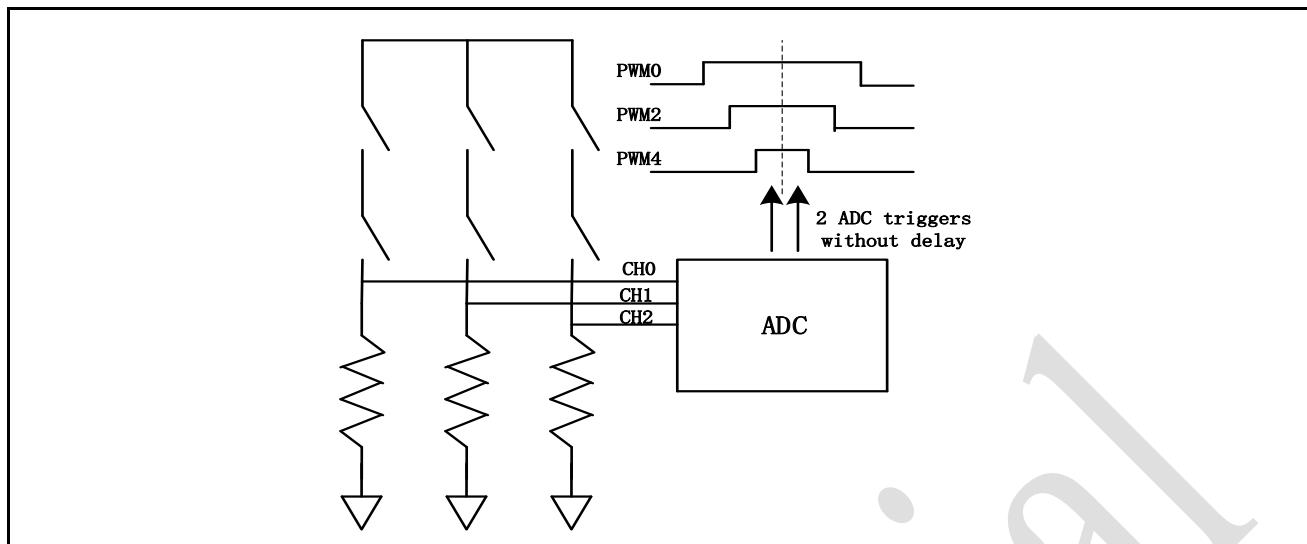 PWM0
PWM2
PWM4
2 ADC triggers
without delay
CH0
CH1
CH2
ADC